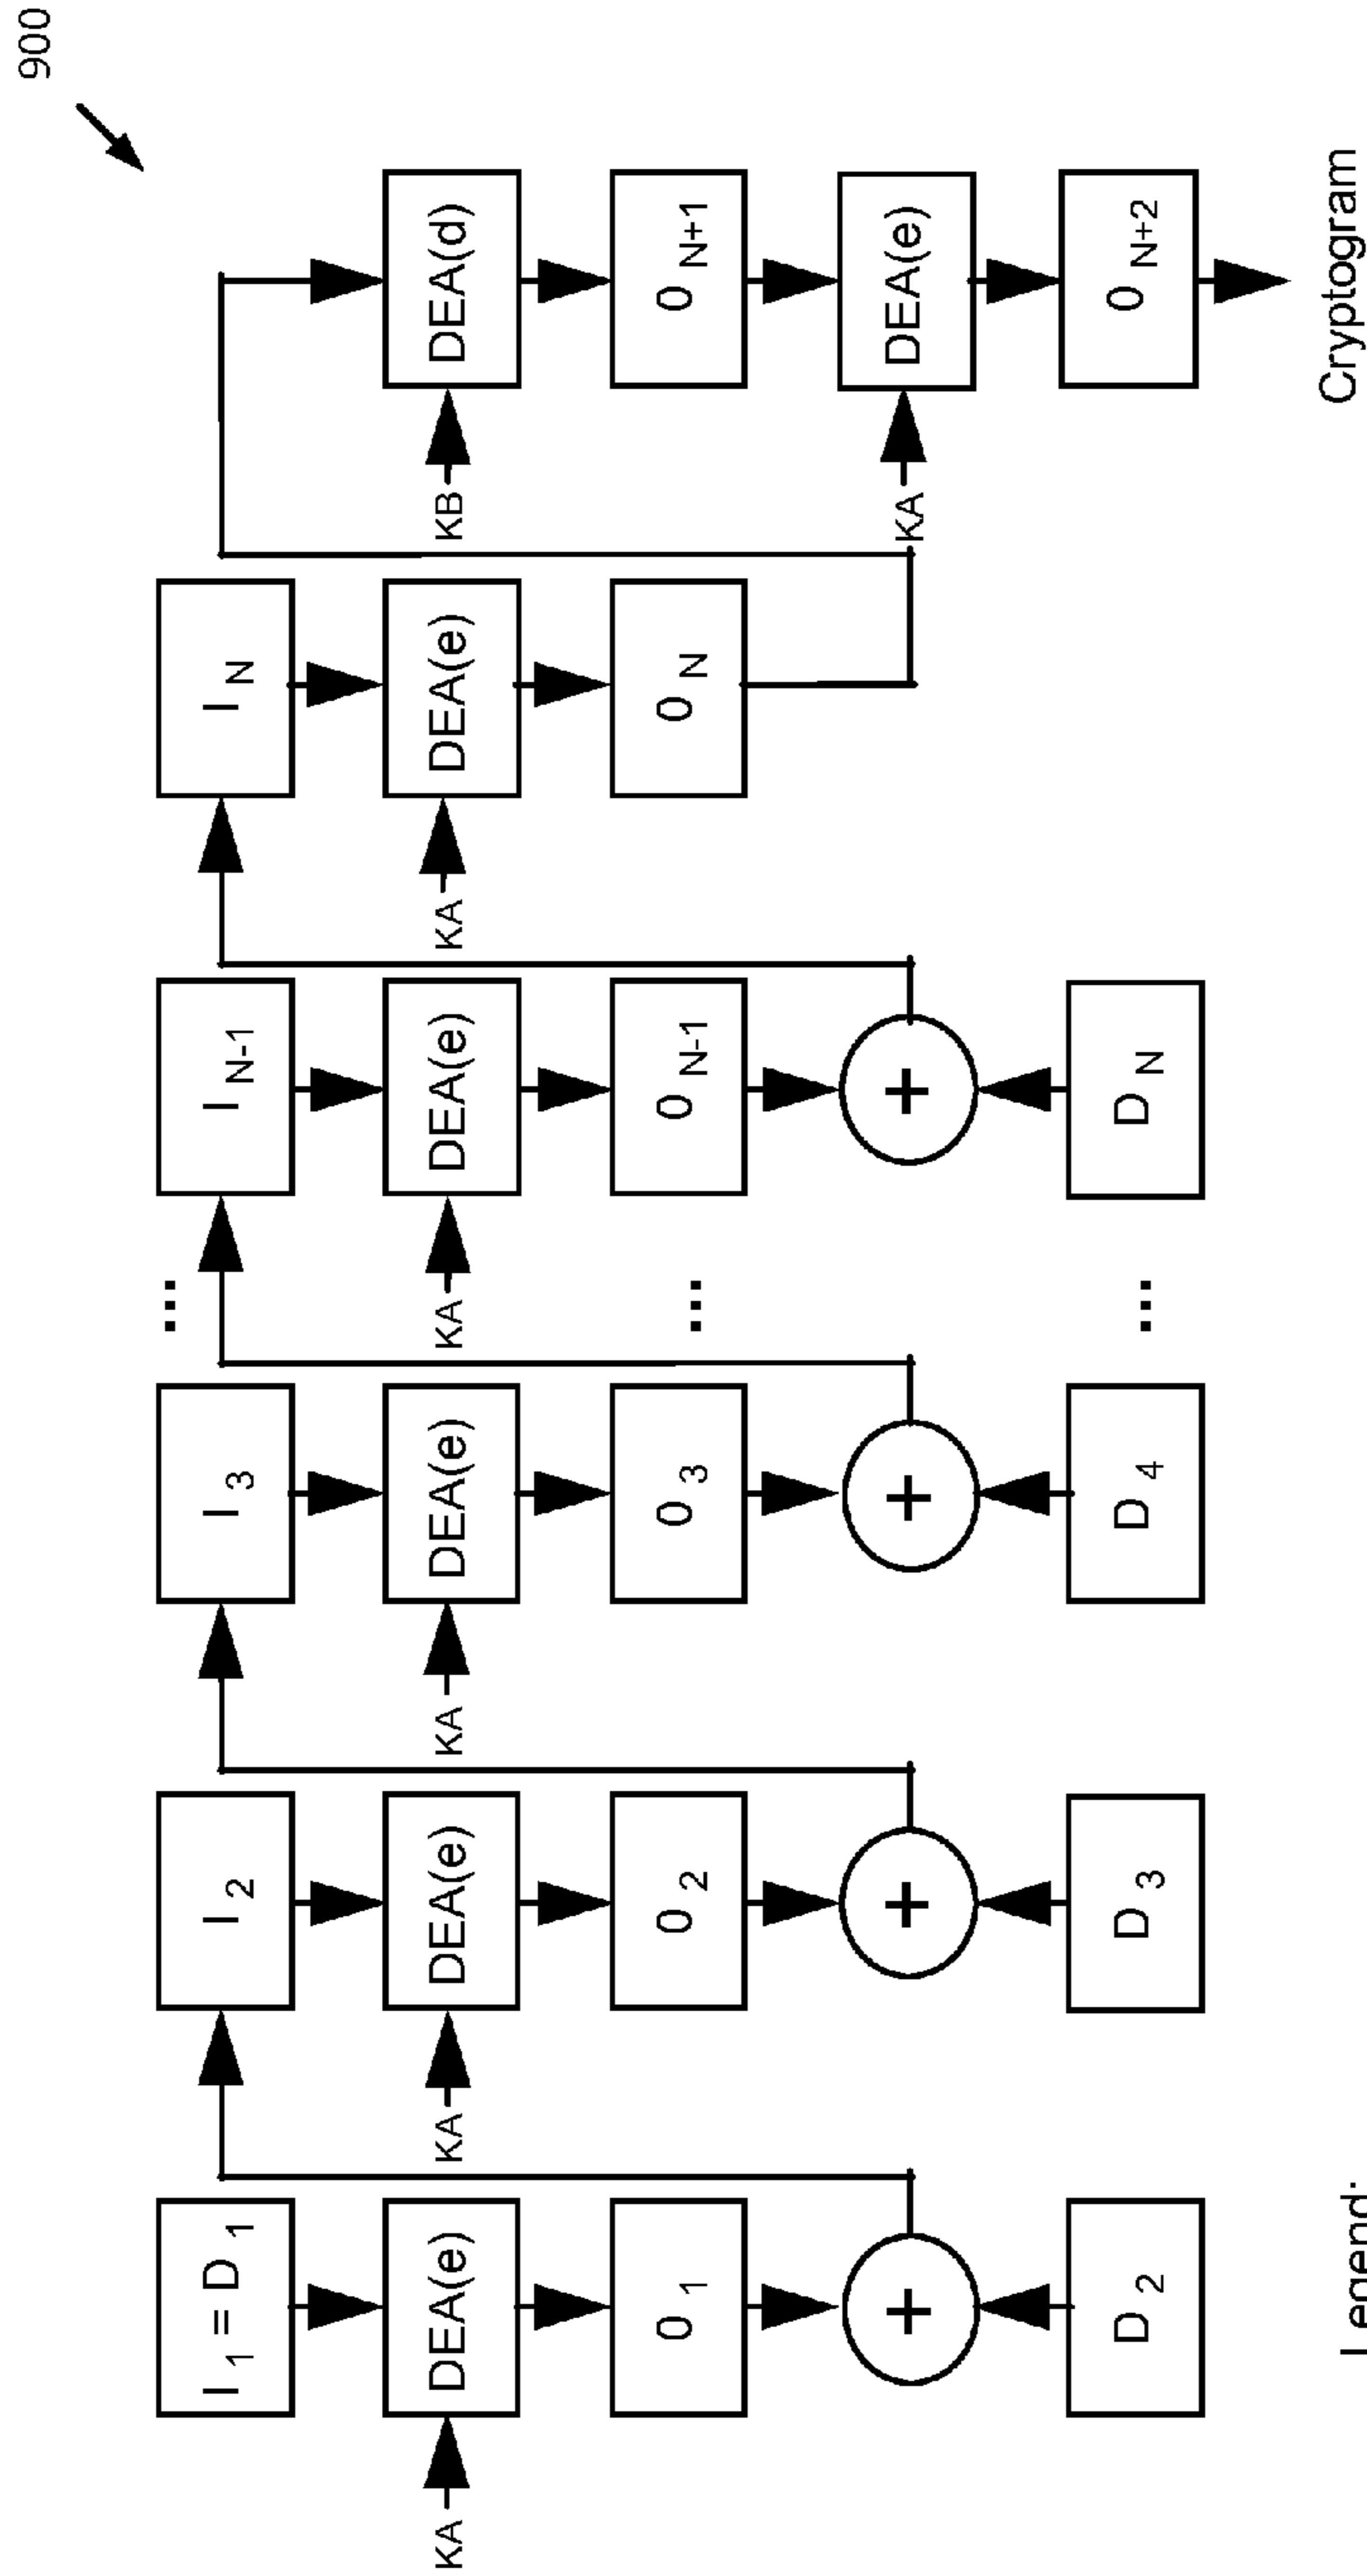 900
I 1 = D 1
I 2
I 3
...
I N-1
I N
KA
DEA(e)
KA
DEA(e)
KA
DEA(e)
KA
DEA(e)
KA
DEA(e)
KB
DEA(d)
0 1
0 2
0 3
...
0 N-1
0 N
0 N+1
+
+
+
+
KA
DEA(e)
D 2
D 3
D 4
...
D N
0 N+2
Legend:
Cryptogram